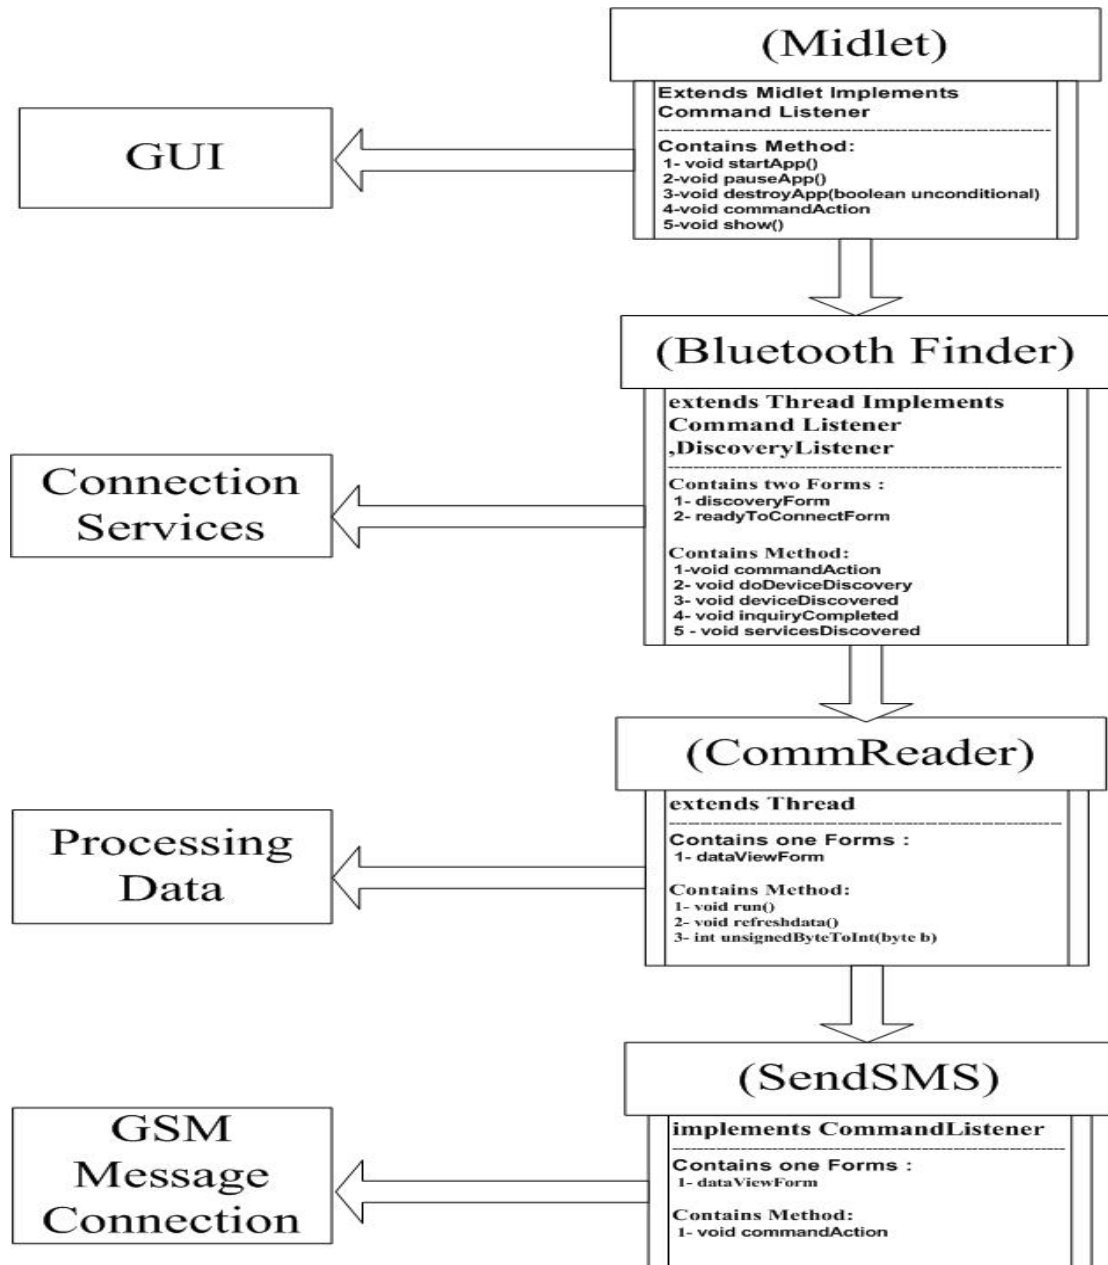 (Midlet)
Extends Midlet Implements
Command Listener
Contains Method:
1- void startApp()
2-void pauseApp()
3-void destroyApp(boolean unconditional)
4-void commandAction
5-void show()
GUI
(Bluetooth Finder)
extends Thread Implements
Command Listener
,DiscoveryListener
Contains two Forms :
1- discoveryForm
2- readyToConnectForm
Contains Method:
1-void commandAction
2- void doDeviceDiscovery
3- void deviceDiscovered
4- void inquiryCompleted
5 - void servicesDiscovered
Connection
Services
(CommReader)
extends Thread
Contains one Forms :
1- dataViewForm
Contains Method:
1- void run()
2- void refreshdata()
3- int unsignedByteToInt(byte b)
Processing
Data
(SendSMS)
implements CommandListener
Contains one Forms :
1- dataViewForm
Contains Method:
1- void commandAction
GSM
Message
Connection